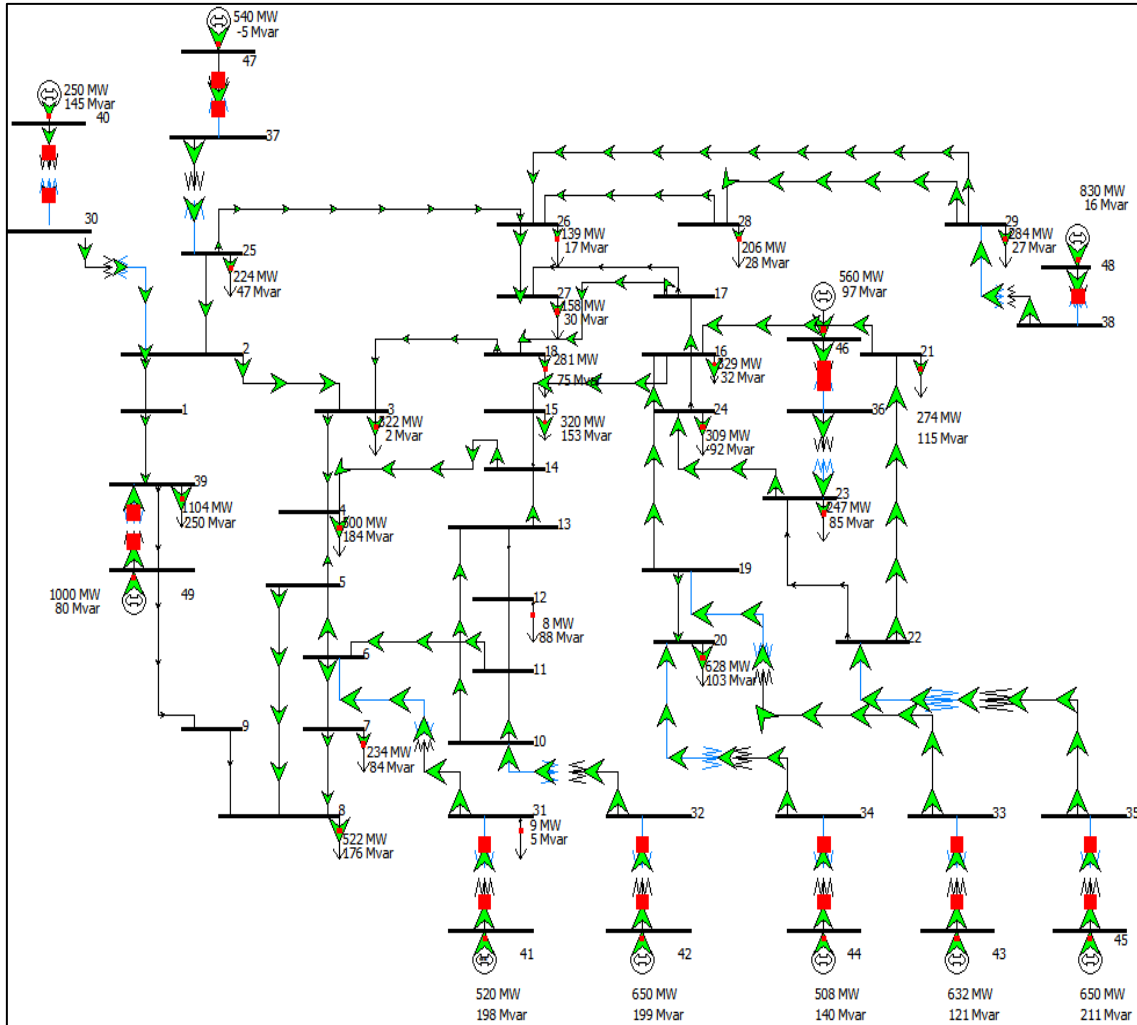 540 MW
-5 Mvar
47
250 MW
145 Mvar
40
37
830 MW
16 Mvar
30
26
139 MW
17 Mvar
28
206 MW
28 Mvar
29
284 MW
27 Mvar
48
25
224 MW
47 Mvar
27
158 MW
30 Mvar
17
560 MW
97 Mvar
38
46
2
18
281 MW
75 Mvar
16
329 MW
32 Mvar
21
274 MW
115 Mvar
1
3
322 MW
2 Mvar
15
320 MW
153 Mvar
24
309 MW
-92 Mvar
36
14
39
1104 MW
250 Mvar
4
500 MW
184 Mvar
13
23
247 MW
85 Mvar
49
1000 MW
80 Mvar
5
12
8 MW
88 Mvar
19
6
11
20
628 MW
103 Mvar
22
9
7
234 MW
84 Mvar
10
8
522 MW
176 Mvar
31
9 MW
5 Mvar
32
34
33
35
41
42
44
43
45
520 MW
198 Mvar
650 MW
199 Mvar
508 MW
140 Mvar
632 MW
121 Mvar
650 MW
211 Mvar